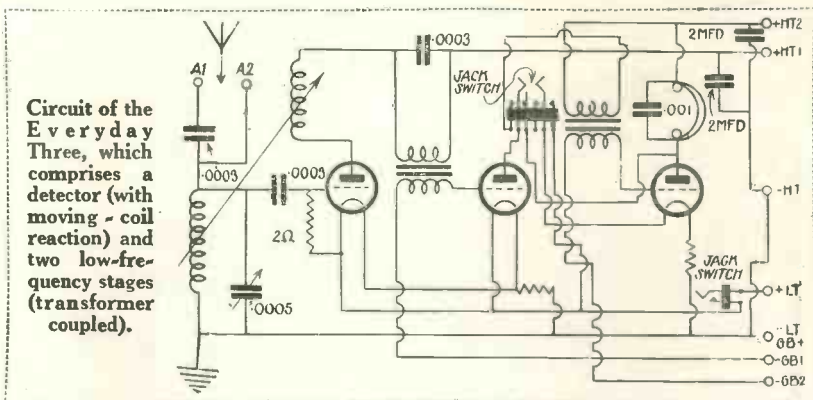 Circuit of the
Everyday
Three, which
comprises a
detector (with
moving - coil
reaction) and
two low-fre-
quency stages
(transformer
coupled).
A1
A2
.0003
.0003
2Ω
.0005
.0003
JACK
SWITCH
.001
2MFD
2MFD
+HT2
+HT1
-HT
JACK
SWITCH
+LT
-LT
GB+
-GB1
-GB2